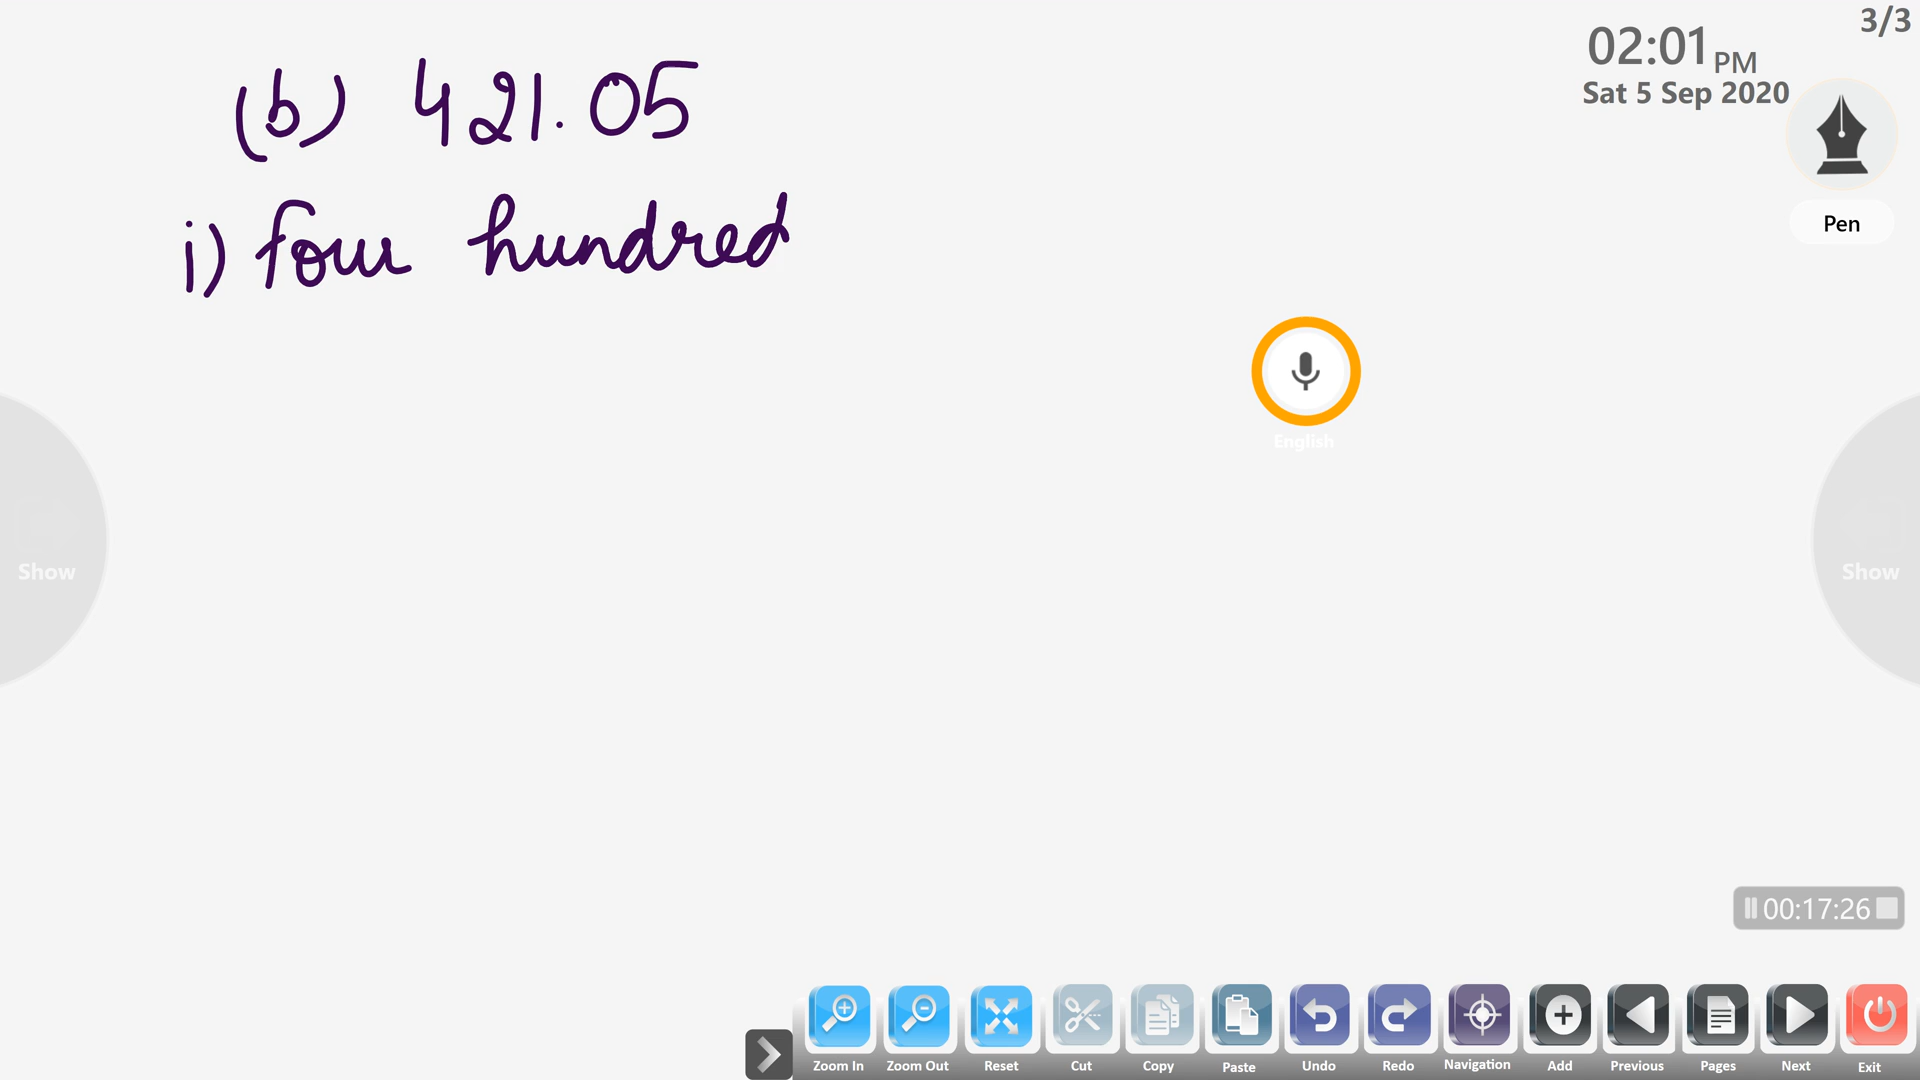 3/3
(b) 421.05
02:01 PM
Sat 5 Sep 2020
i) four hundred
Pen
English
Show
Show
00:17:26
Zoom In
Zoom Out
Reset
Cut
Copy
Paste
Undo
Redo
Navigation
Add
Previous
Pages
Next
Exit